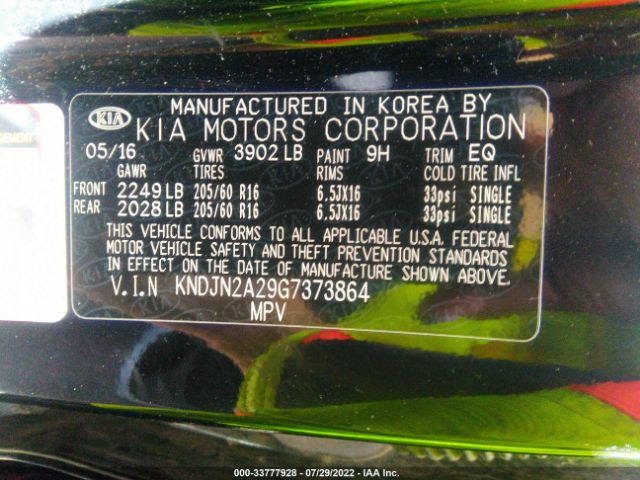 MANUFACTURED IN KOREA BY
KIA KIA MOTORS CORPORATION
05/16 GVWR 3902 LB PAINT 9H TRIM EQ
GAWR TIRES RIMS COLD TIRE INFL
FRONT 2249 LB 205/60 R16 6.5JX16 33psi SINGLE
REAR 2028 LB 205/60 R16 6.5JX16 33psi SINGLE
THIS VEHICLE CONFORMS TO ALL APPLICABLE U.S.A. FEDERAL
MOTOR VEHICLE SAFETY AND THEFT PREVENTION STANDARDS
IN EFFECT ON THE DATE OF MANUFACTURE SHOWN ABOVE.
V.I.N KNDJN2A29G7373864
MPV
000-33777928 - 07/29/2022 - IAA Inc.